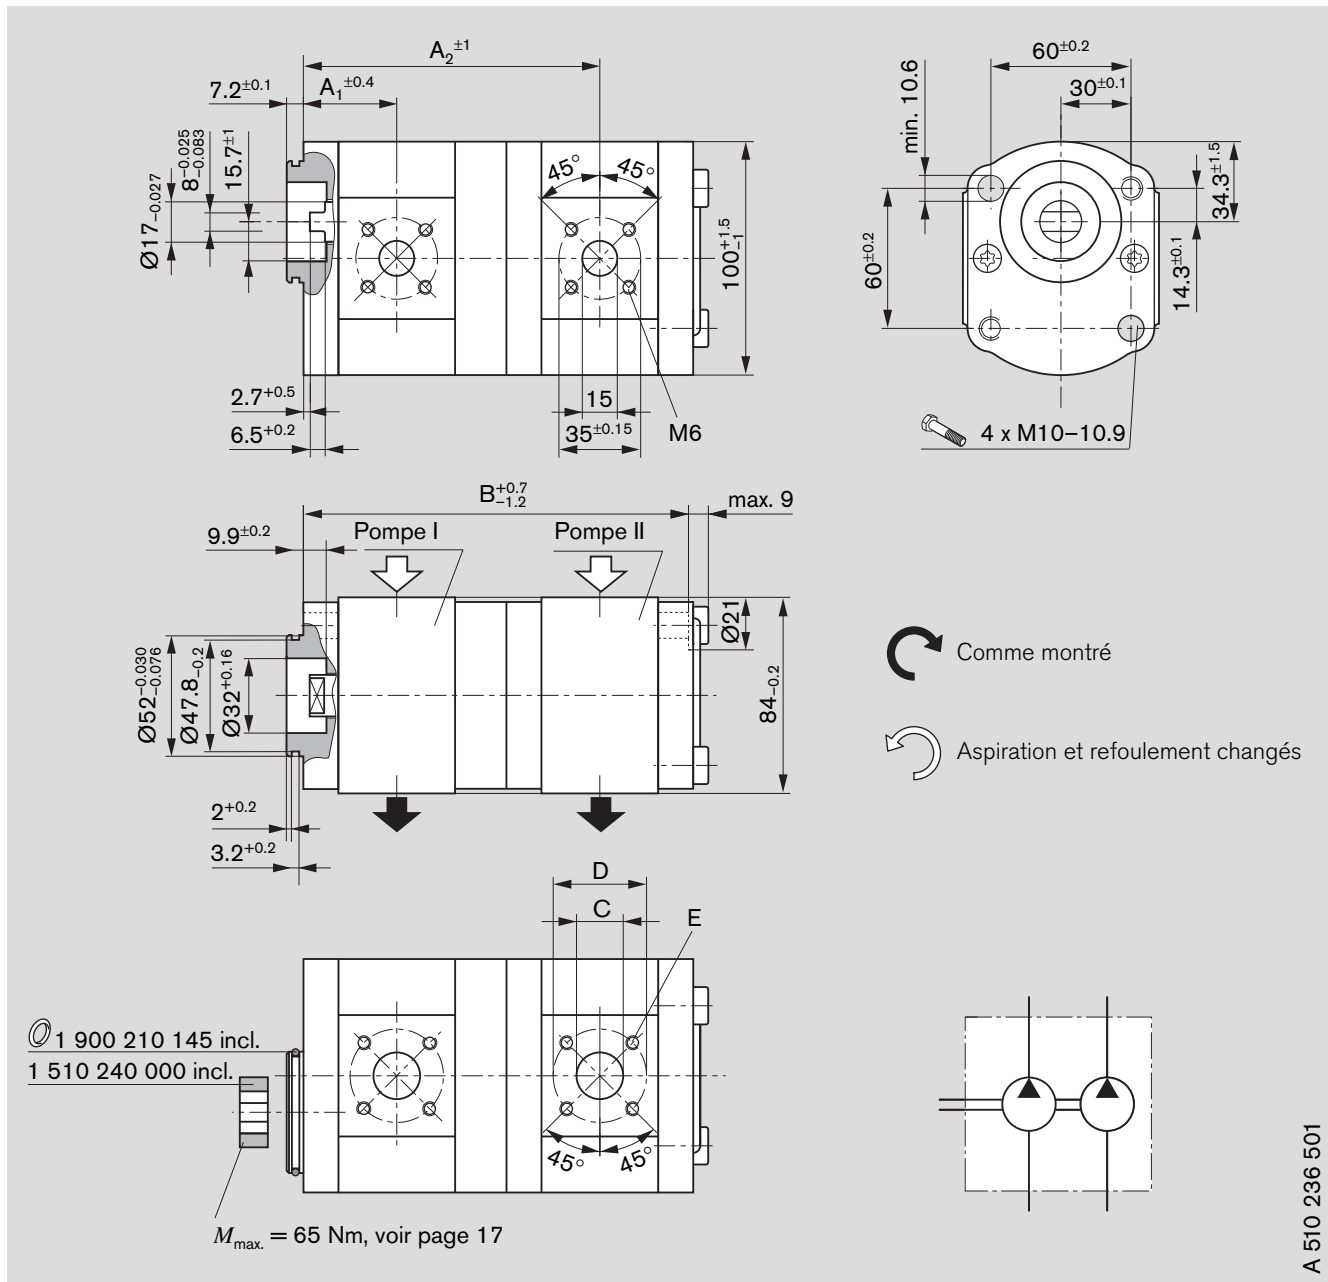 A₂±1
7.2±0.1
A₁±0.4
8−0.025 −0.083
15.7±1
Ø17−0.027
45°
45°
100+1.5 −1
2.7+0.5
6.5+0.2
15
35±0.15
M6
60±0.2
min. 10.6
30±0.1
34.3±1.5
60±0.2
14.3±0.1
4 x M10–10.9
B+0.7 −1.2
max. 9
9.9±0.2
Pompe I
Pompe II
Ø21
Ø52−0.030 −0.076
Ø47.8−0.2
Ø32+0.16
84−0.2
2+0.2
3.2+0.2
Comme montré
Aspiration et refoulement changés
D
C
E
1 900 210 145 incl.
1 510 240 000 incl.
45°
45°
Mmax. = 65 Nm, voir page 17
A 510 236 501